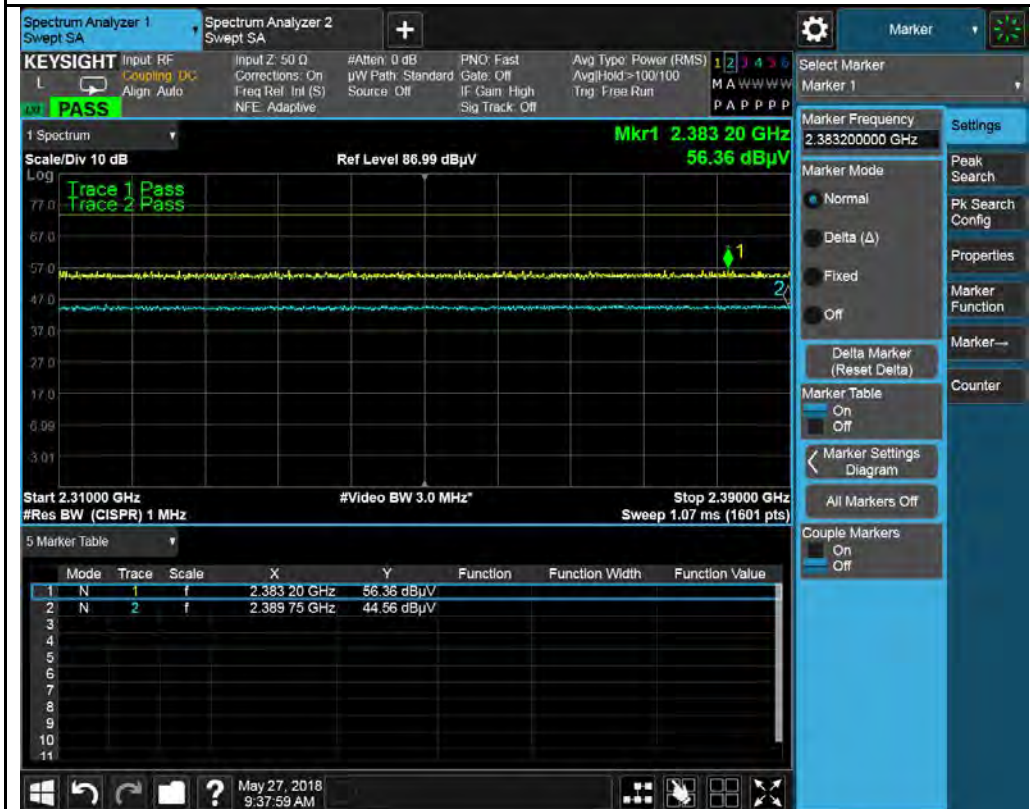 Spectrum Analyzer 1
Swept SA
Spectrum Analyzer 2
Swept SA
+
Marker
KEYSIGHT
L
LXI
PASS
Input: RF
Coupling: DC
Align: Auto
Input Z: 50 Ω
Corrections: On
Freq Ref: Int (S)
NFE: Adaptive
#Atten: 0 dB
µW Path: Standard
Source: Off
PNO: Fast
Gate: Off
IF Gain: High
Sig Track: Off
Avg Type: Power (RMS)
Avg|Hold:>100/100
Trig: Free Run
1 2 3 4 5 6
M A W W W W
P A P P P P
1 Spectrum
Scale/Div 10 dB
Ref Level 86.99 dBµV
Mkr1 2.383 20 GHz
56.36 dBµV
Log
Trace 1 Pass
Trace 2 Pass
77.0
67.0
57.0
47.0
37.0
27.0
17.0
6.99
-3.01
1
2
Start 2.31000 GHz
#Video BW 3.0 MHz*
Stop 2.39000 GHz
#Res BW (CISPR) 1 MHz
Sweep 1.07 ms (1601 pts)
5 Marker Table
Mode Trace Scale X Y Function Function Width Function Value
1 N 1 f 2.383 20 GHz 56.36 dBµV
2 N 2 f 2.389 75 GHz 44.56 dBµV
3
4
5
6
7
8
9
10
11
?
May 27, 2018
9:37:59 AM
Select Marker
Marker 1
Marker Frequency
2.383200000 GHz
Marker Mode
Normal
Delta (Δ)
Fixed
Off
Delta Marker
(Reset Delta)
Marker Table
On
Off
Marker Settings
Diagram
All Markers Off
Couple Markers
On
Off
Settings
Peak
Search
Pk Search
Config
Properties
Marker
Function
Marker→
Counter